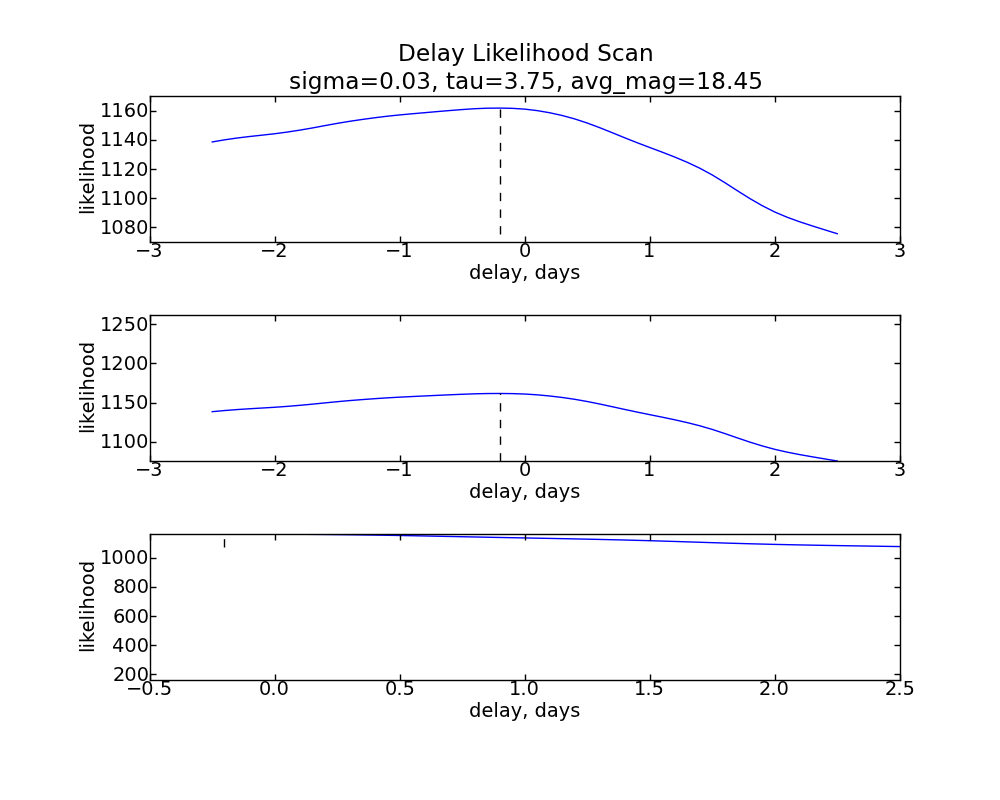 Delay Likelihood Scan
sigma=0.03, tau=3.75, avg_mag=18.45
1160
1140
1120
1100
1080
likelihood
−3 −2 −1 0 1 2 3
delay, days
1250
1200
1150
1100
likelihood
−3 −2 −1 0 1 2 3
delay, days
1000
800
600
400
200
likelihood
−0.5 0.0 0.5 1.0 1.5 2.0 2.5
delay, days